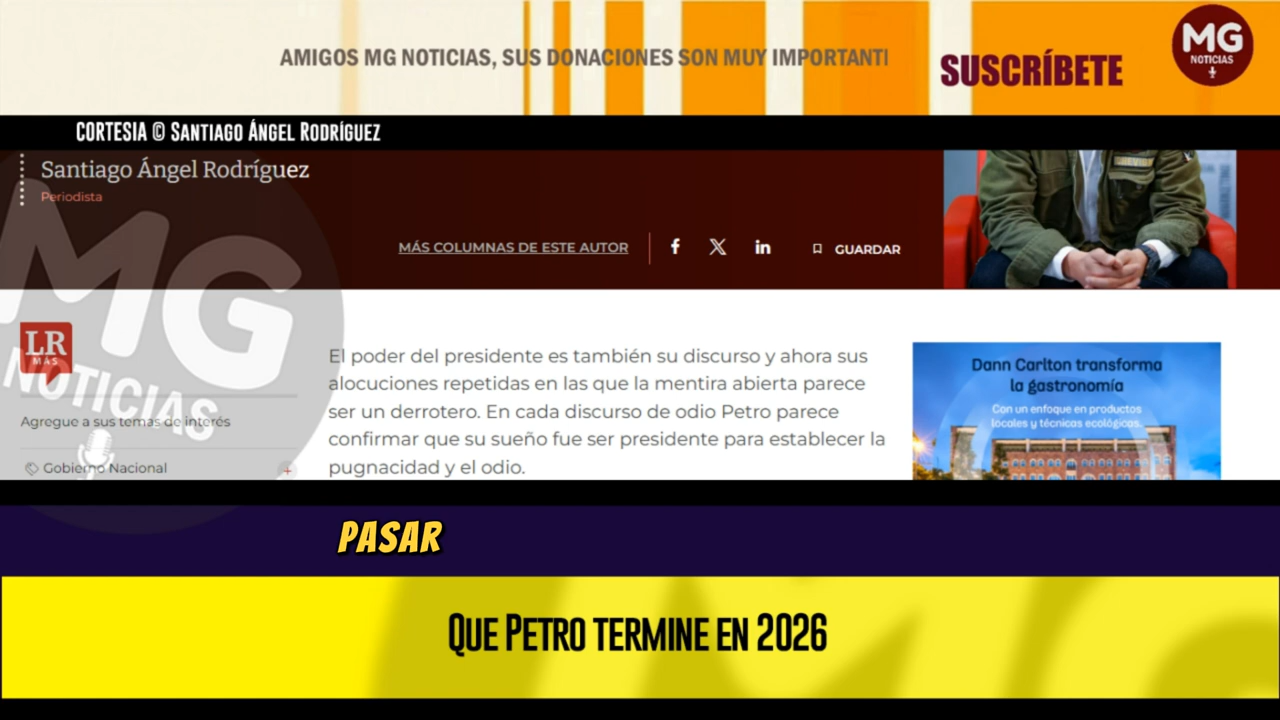 AMIGOS MG NOTICIAS, SUS DONACIONES SON MUY IMPORTANTI
SUSCRÍBETE
MG
NOTICIAS
CORTESIA © SANTIAGO ÁNGEL RODRÍGUEZ
Santiago Ángel Rodríguez
Periodista
MÁS COLUMNAS DE ESTE AUTOR
GUARDAR
MG
NOTICIAS
LR
MÁS
Agregue a sus temas de interés
Gobierno Nacional +
El poder del presidente es también su discurso y ahora sus
alocuciones repetidas en las que la mentira abierta parece
ser un derrotero. En cada discurso de odio Petro parece
confirmar que su sueño fue ser presidente para establecer la
pugnacidad y el odio.
Dann Carlton transforma
la gastronomía
Con un enfoque en productos
locales y técnicas ecológicas.
PASAR
QUE PETRO TERMINE EN 2026